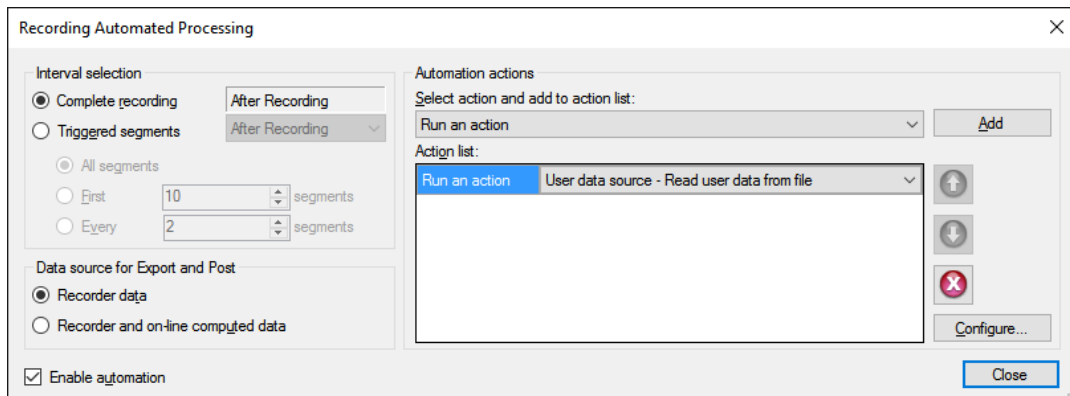 Recording Automated Processing
Interval selection
Complete recording After Recording
Triggered segments After Recording
All segments
First 10 segments
Every 2 segments
Data source for Export and Post
Recorder data
Recorder and on-line computed data
Enable automation
Automation actions
Select action and add to action list:
Run an action Add
Action list:
Run an action User data source - Read user data from file
Configure...
Close